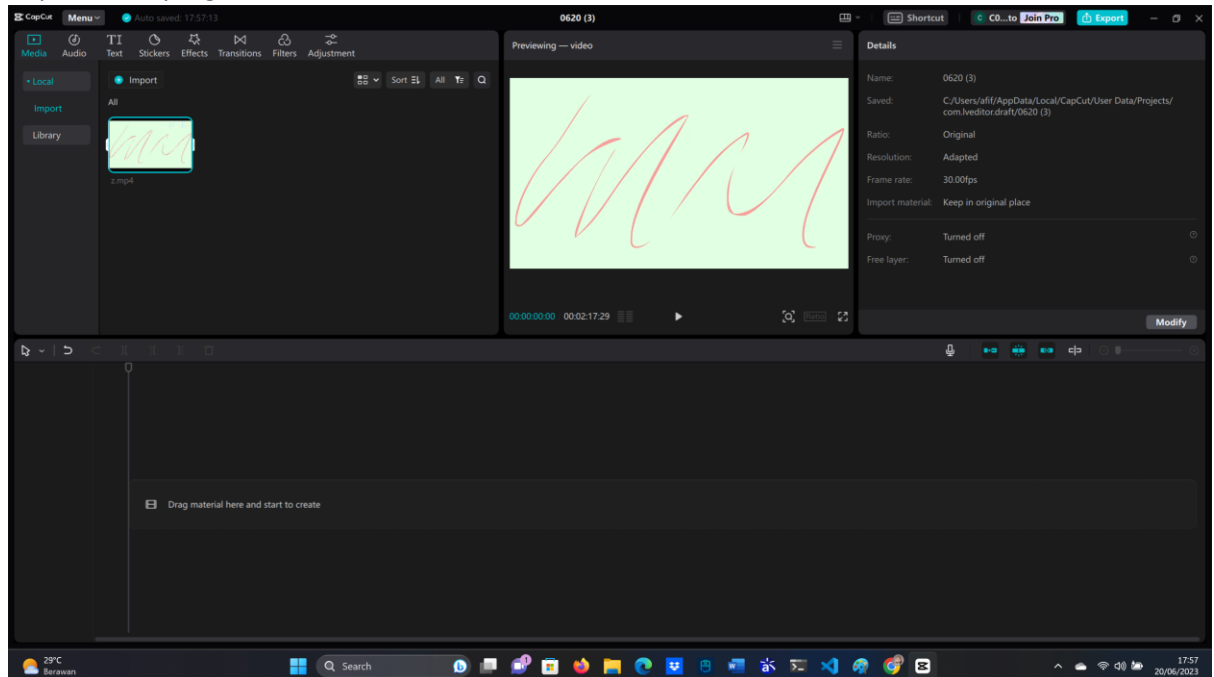 CapCut Menu Auto saved: 17:57:13 0620 (3) Shortcut C C0...to Join Pro Export
Media Audio Text Stickers Effects Transitions Filters Adjustment
Local
Import
Library
Import Sort All
All
z.mp4
Previewing — video
00:00:00:00 00:02:17:29 Ratio
Details
Name: 0620 (3)
Saved: C:/Users/afif/AppData/Local/CapCut/User Data/Projects/
com.lveditor.draft/0620 (3)
Ratio: Original
Resolution: Adapted
Frame rate: 30.00fps
Import material: Keep in original place
Proxy: Turned off
Free layer: Turned off
Modify
Drag material here and start to create
29°C
Berawan
Search
17:57
20/06/2023